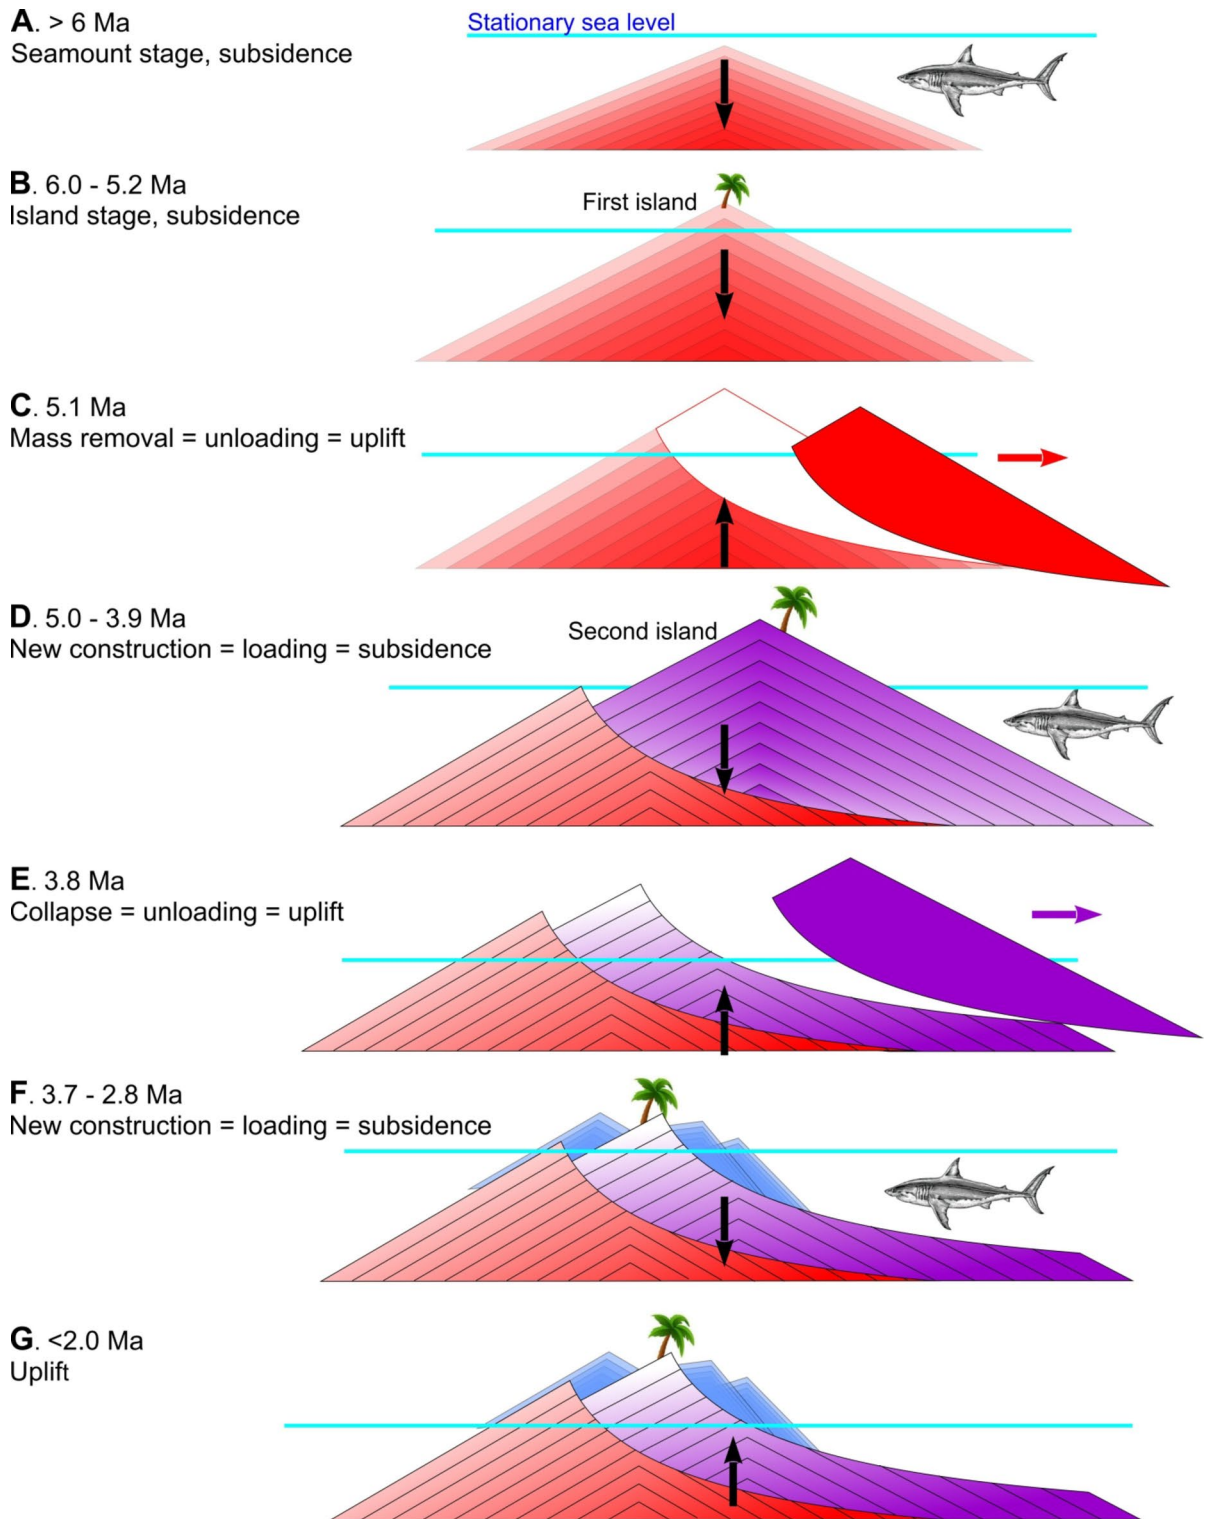 A. > 6 Ma
Seamount stage, subsidence
Stationary sea level
B. 6.0 - 5.2 Ma
Island stage, subsidence
First island
C. 5.1 Ma
Mass removal = unloading = uplift
D. 5.0 - 3.9 Ma
New construction = loading = subsidence
Second island
E. 3.8 Ma
Collapse = unloading = uplift
F. 3.7 - 2.8 Ma
New construction = loading = subsidence
G. <2.0 Ma
Uplift